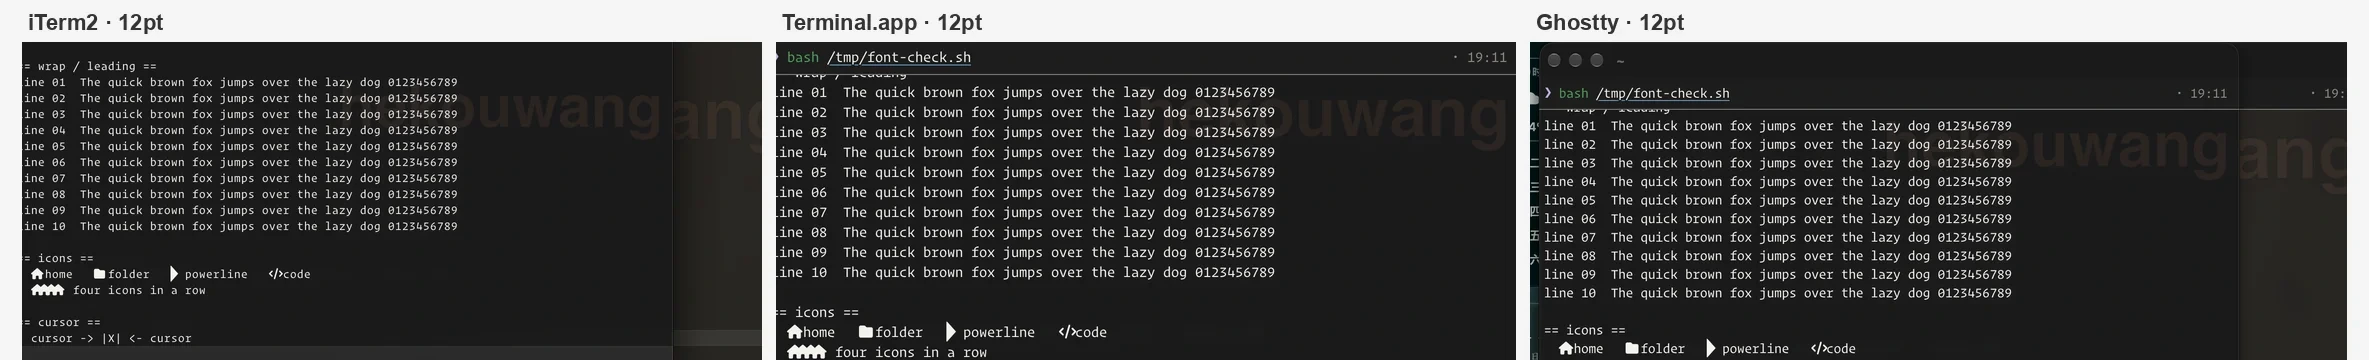 iTerm2 · 12pt
= wrap / leading ==
ine 01  The quick brown fox jumps over the lazy dog 0123456789
ine 02  The quick brown fox jumps over the lazy dog 0123456789
ine 03  The quick brown fox jumps over the lazy dog 0123456789
ine 04  The quick brown fox jumps over the lazy dog 0123456789
ine 05  The quick brown fox jumps over the lazy dog 0123456789
ine 06  The quick brown fox jumps over the lazy dog 0123456789
ine 07  The quick brown fox jumps over the lazy dog 0123456789
ine 08  The quick brown fox jumps over the lazy dog 0123456789
ine 09  The quick brown fox jumps over the lazy dog 0123456789
ine 10  The quick brown fox jumps over the lazy dog 0123456789
= icons ==
home folder powerline </>code
four icons in a row
= cursor ==
cursor -> |X| <- cursor
Terminal.app · 12pt
bash /tmp/font-check.sh · 19:11
wrap / leading
line 01  The quick brown fox jumps over the lazy dog 0123456789
line 02  The quick brown fox jumps over the lazy dog 0123456789
line 03  The quick brown fox jumps over the lazy dog 0123456789
line 04  The quick brown fox jumps over the lazy dog 0123456789
line 05  The quick brown fox jumps over the lazy dog 0123456789
line 06  The quick brown fox jumps over the lazy dog 0123456789
line 07  The quick brown fox jumps over the lazy dog 0123456789
line 08  The quick brown fox jumps over the lazy dog 0123456789
line 09  The quick brown fox jumps over the lazy dog 0123456789
line 10  The quick brown fox jumps over the lazy dog 0123456789
== icons ==
home folder powerline </>code
four icons in a row
Ghostty · 12pt
~
❯ bash /tmp/font-check.sh · 19:11 · 19:
wrap / leading
line 01  The quick brown fox jumps over the lazy dog 0123456789
line 02  The quick brown fox jumps over the lazy dog 0123456789
line 03  The quick brown fox jumps over the lazy dog 0123456789
line 04  The quick brown fox jumps over the lazy dog 0123456789
line 05  The quick brown fox jumps over the lazy dog 0123456789
line 06  The quick brown fox jumps over the lazy dog 0123456789
line 07  The quick brown fox jumps over the lazy dog 0123456789
line 08  The quick brown fox jumps over the lazy dog 0123456789
line 09  The quick brown fox jumps over the lazy dog 0123456789
line 10  The quick brown fox jumps over the lazy dog 0123456789
== icons ==
home folder powerline </>code